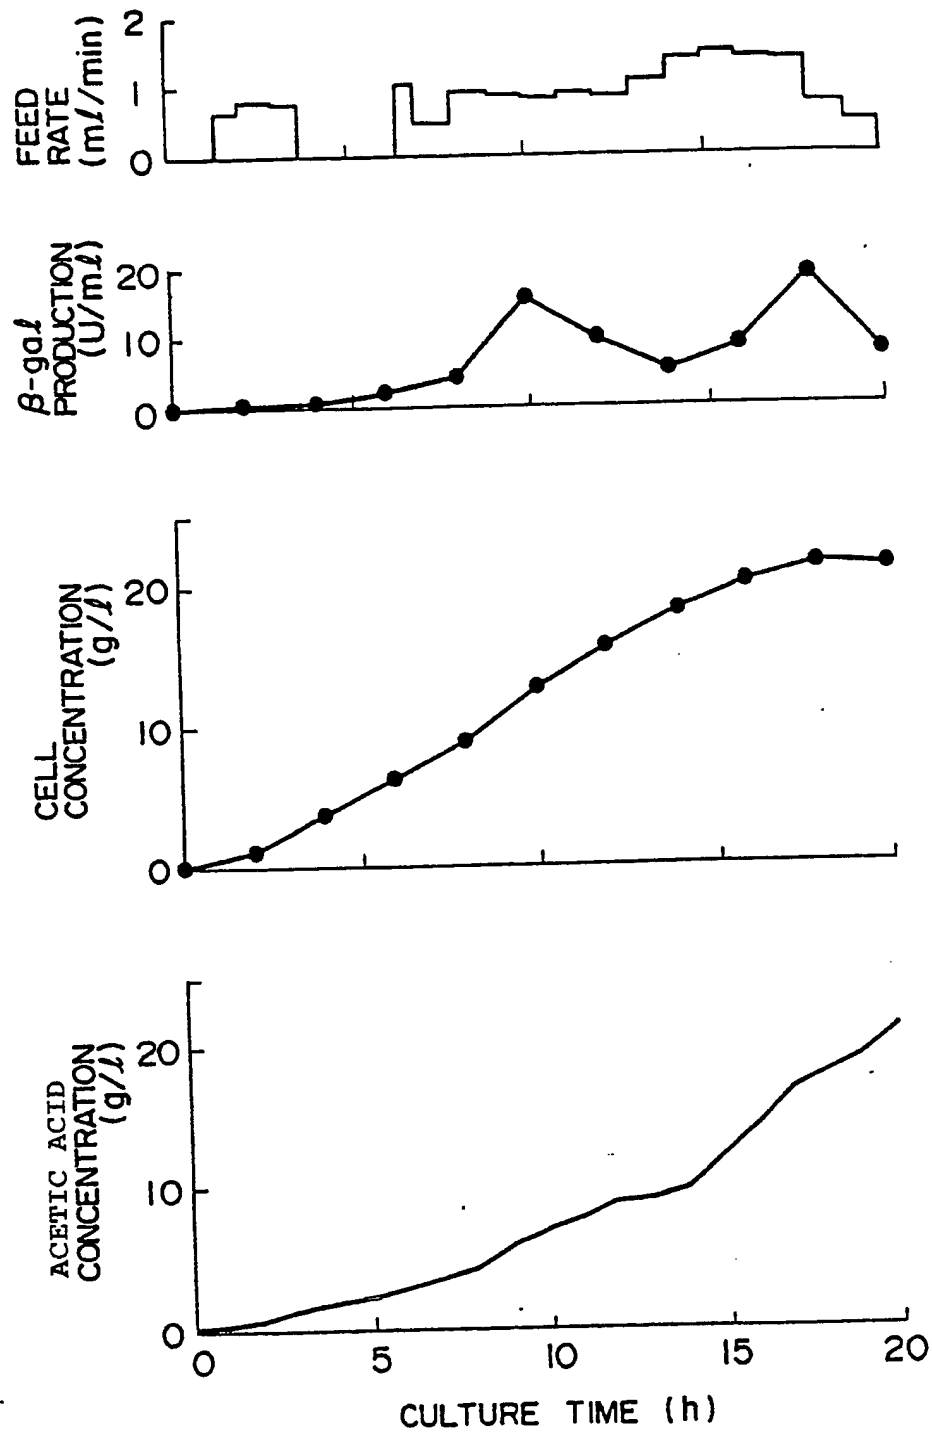 FEED
RATE
(ml/min)
2
1
0
β-gal
PRODUCTION
(U/ml)
20
10
0
CELL
CONCENTRATION
(g/l)
20
10
0
ACETIC ACID
CONCENTRATION
(g/l)
20
10
0
0 5 10 15 20
CULTURE TIME (h)